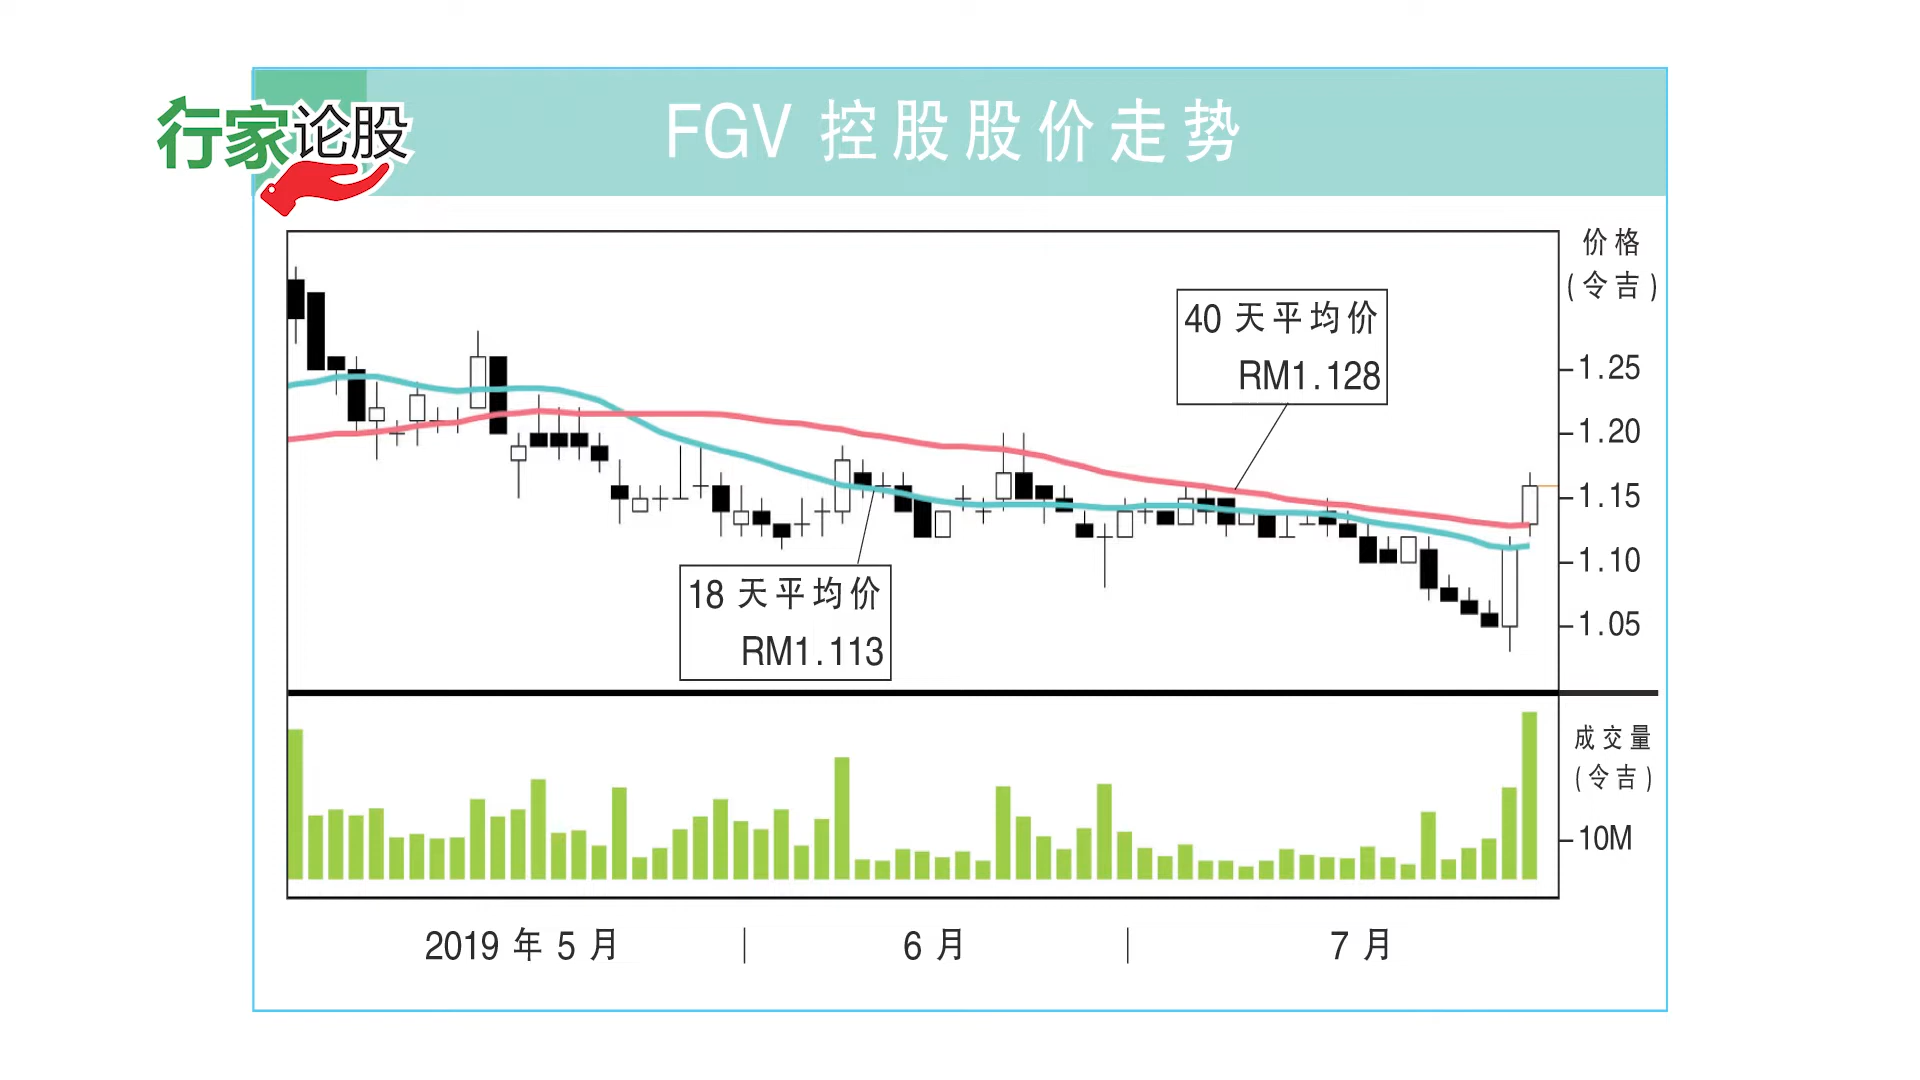 行家论股
FGV 控股股价走势
价格
(令吉)
40 天平均价
RM1.128
1.25
1.20
1.15
1.10
1.05
18 天平均价
RM1.113
成交量
(令吉)
10M
2019 年 5 月 | 6 月 | 7 月